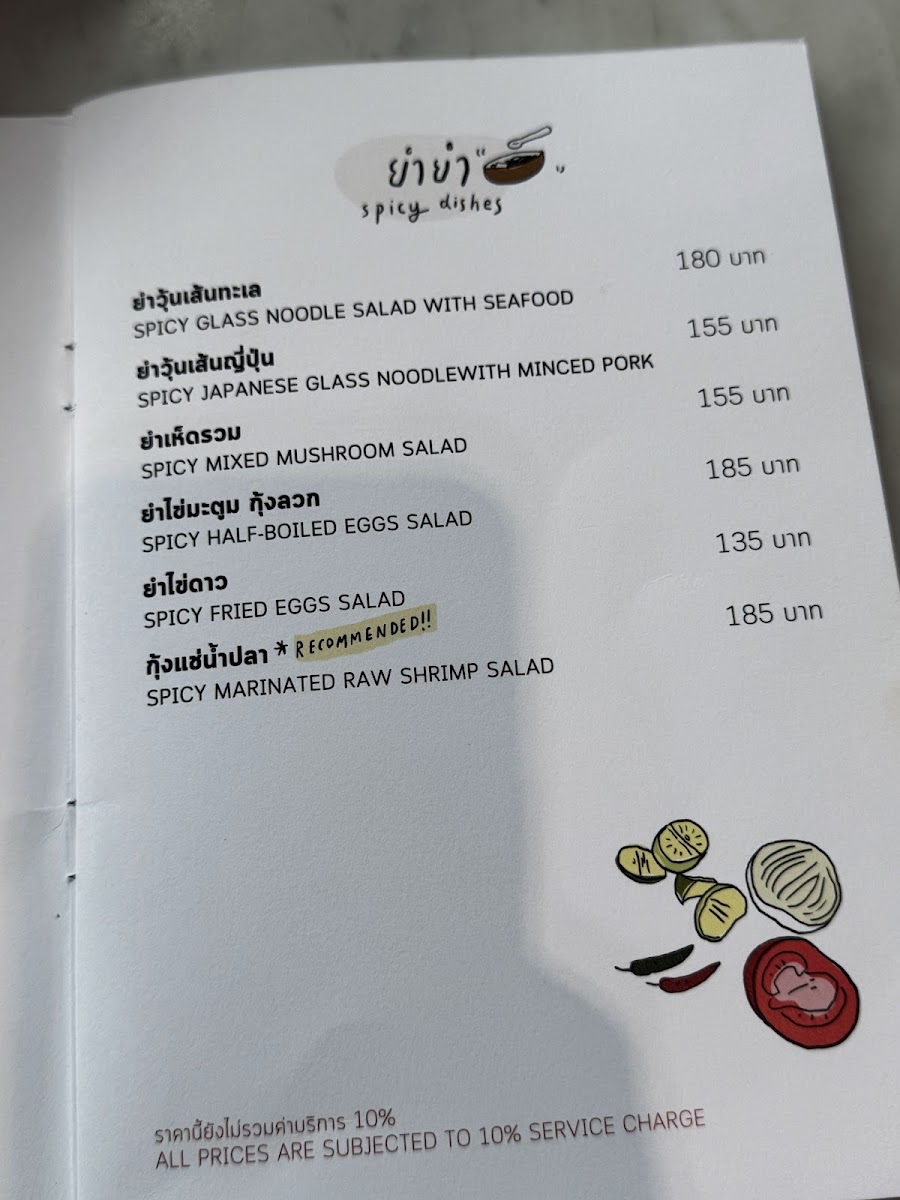 ยำยำ"
"
spicy dishes
ยำวุ้นเส้นทะเล 180 บาท
SPICY GLASS NOODLE SALAD WITH SEAFOOD
ยำวุ้นเส้นญี่ปุ่น 155 บาท
SPICY JAPANESE GLASS NOODLEWITH MINCED PORK
ยำเห็ดรวม 155 บาท
SPICY MIXED MUSHROOM SALAD
ยำไข่มะตูม กุ้งลวก 185 บาท
SPICY HALF-BOILED EGGS SALAD
ยำไข่ดาว 135 บาท
SPICY FRIED EGGS SALAD
กุ้งแช่น้ำปลา * RECOMMENDED!! 185 บาท
SPICY MARINATED RAW SHRIMP SALAD
ราคานี้ยังไม่รวมค่าบริการ 10%
ALL PRICES ARE SUBJECTED TO 10% SERVICE CHARGE